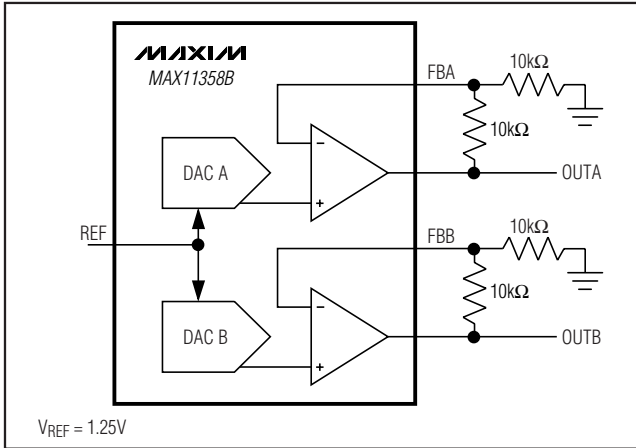 MAXIM
MAX11358B
FBA
10kΩ
10kΩ
DAC A
OUTA
REF
FBB
10kΩ
10kΩ
DAC B
OUTB
VREF = 1.25V